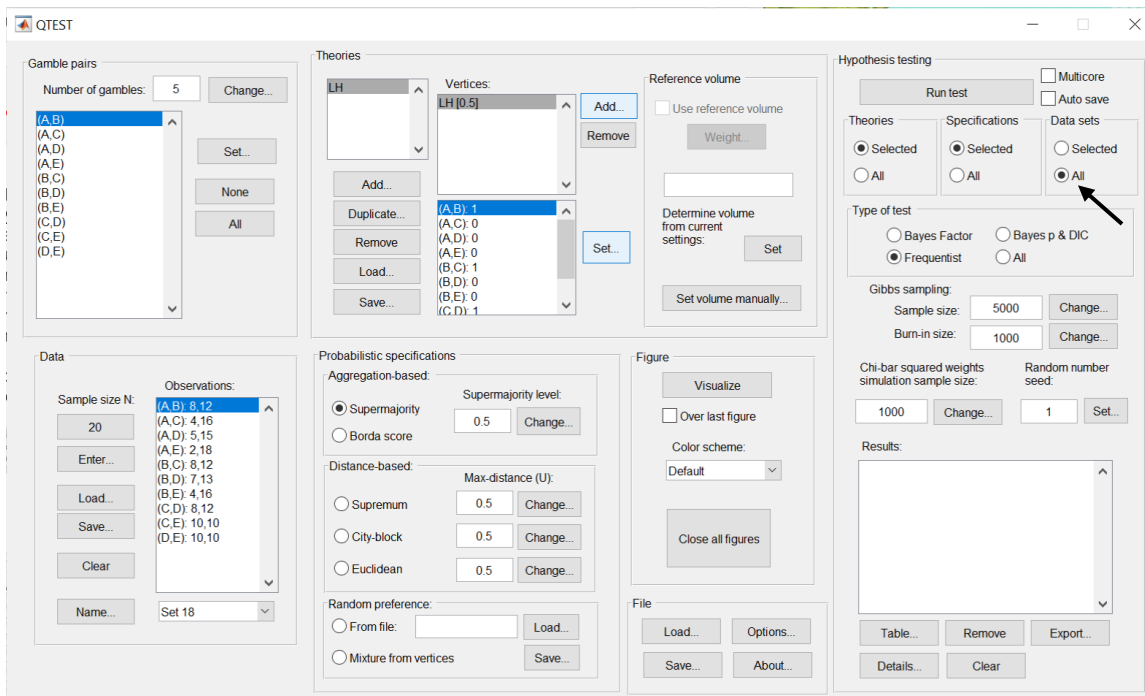 QTEST
Gamble pairs
Number of gambles: 5 Change...
(A,B)
(A,C)
(A,D)
(A,E)
(B,C)
(B,D)
(B,E)
(C,D)
(C,E)
(D,E)
Set...
None
All
Theories
LH
Vertices:
LH [0.5]
Add...
Remove
Add...
Duplicate...
Remove
Load...
Save...
(A,B): 1
(A,C): 0
(A,D): 0
(A,E): 0
(B,C): 1
(B,D): 0
(B,E): 0
(C,D): 1
Set...
Reference volume
Use reference volume
Weight...
Determine volume
from current
settings:
Set
Set volume manually...
Hypothesis testing
Run test
Multicore
Auto save
Theories
Selected
All
Specifications
Selected
All
Data sets
Selected
All
Type of test
Bayes Factor Bayes p & DIC
Frequentist All
Gibbs sampling:
Sample size: 5000 Change...
Burn-in size: 1000 Change...
Chi-bar squared weights
simulation sample size:
1000 Change...
Random number
seed:
1 Set...
Results:
Table... Remove Export...
Details... Clear
Data
Sample size N:
20
Enter...
Load...
Save...
Clear
Name... Set 18
Observations:
(A,B): 8,12
(A,C): 4,16
(A,D): 5,15
(A,E): 2,18
(B,C): 8,12
(B,D): 7,13
(B,E): 4,16
(C,D): 8,12
(C,E): 10,10
(D,E): 10,10
Probabilistic specifications
Aggregation-based:
Supermajority
Borda score
Supermajority level:
0.5 Change...
Distance-based:
Max-distance (U):
Supremum 0.5 Change...
City-block 0.5 Change...
Euclidean 0.5 Change...
Random preference:
From file: Load...
Mixture from vertices Save...
Figure
Visualize
Over last figure
Color scheme:
Default
Close all figures
File
Load... Options...
Save... About...